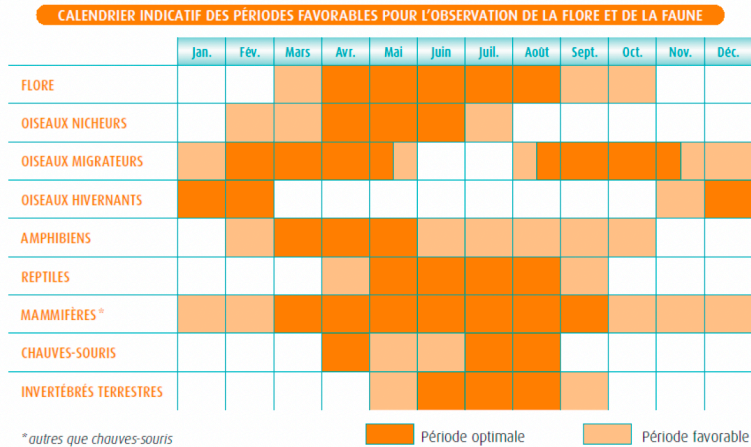 CALENDRIER INDICATIF DES PÉRIODES FAVORABLES POUR L'OBSERVATION DE LA FLORE ET DE LA FAUNE
Jan. Fév. Mars Avr. Mai Juin Juil. Août Sept. Oct. Nov. Déc.
FLORE
OISEAUX NICHEURS
OISEAUX MIGRATEURS
OISEAUX HIVERNANTS
AMPHIBIENS
REPTILES
MAMMIFÈRES*
CHAUVES-SOURIS
INVERTÉBRÉS TERRESTRES
*autres que chauves-souris Période optimale Période favorable